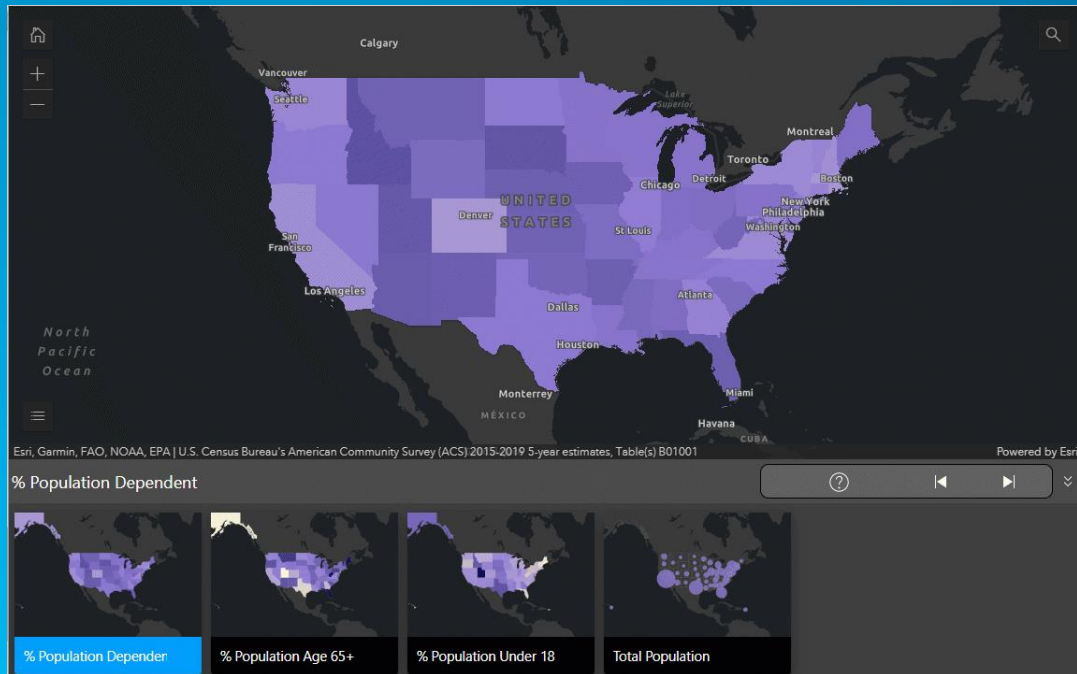 Calgary
Vancouver
Seattle
Lake
Superior
Montreal
Toronto
Boston
Chicago
Detroit
UNITED
STATES
Denver
New York
Philadelphia
Washington
St Louis
San
Francisco
Los Angeles
Atlanta
Dallas
North
Pacific
Ocean
Houston
Monterrey
Miami
MÉXICO
Havana
CUBA
Esri, Garmin, FAO, NOAA, EPA | U.S. Census Bureau's American Community Survey (ACS) 2015-2019 5-year estimates, Table(s) B01001
Powered by Esri
% Population Dependent
?
% Population Depender
% Population Age 65+
% Population Under 18
Total Population